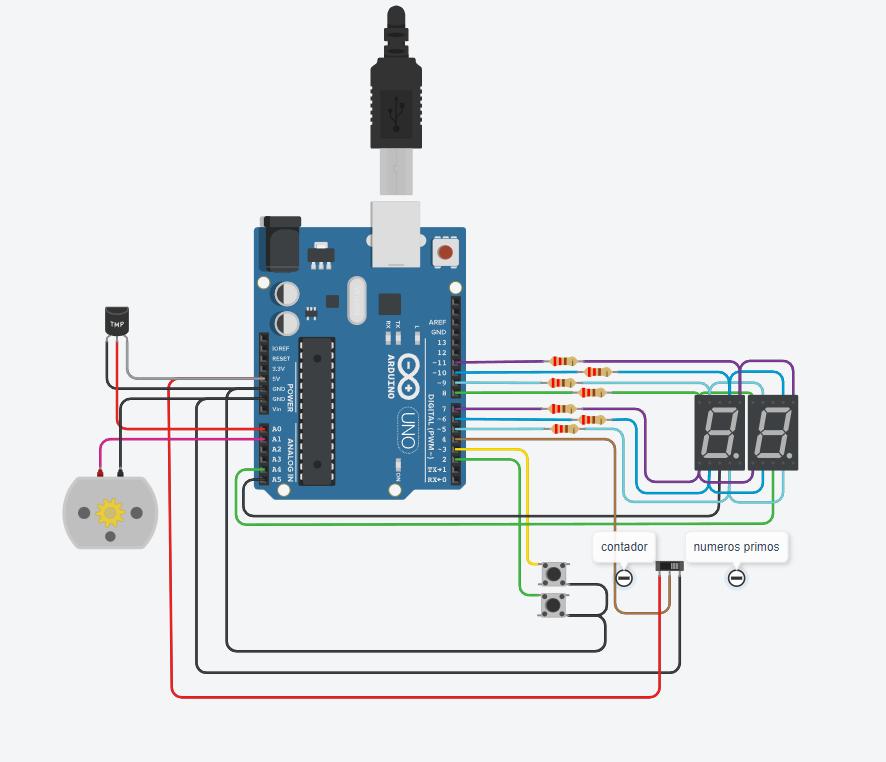 TMP
IOREF
RESET
3.3V
5V
GND
GND
Vin
POWER
A0
A1
A2
A3
A4
A5
ANALOG IN
RX
TX
L
AREF
GND
13
12
~11
~10
~9
8
7
~6
~5
4
~3
2
TX→1
RX←0
DIGITAL (PWM~)
ARDUINO
UNO
ON
contador
numeros primos